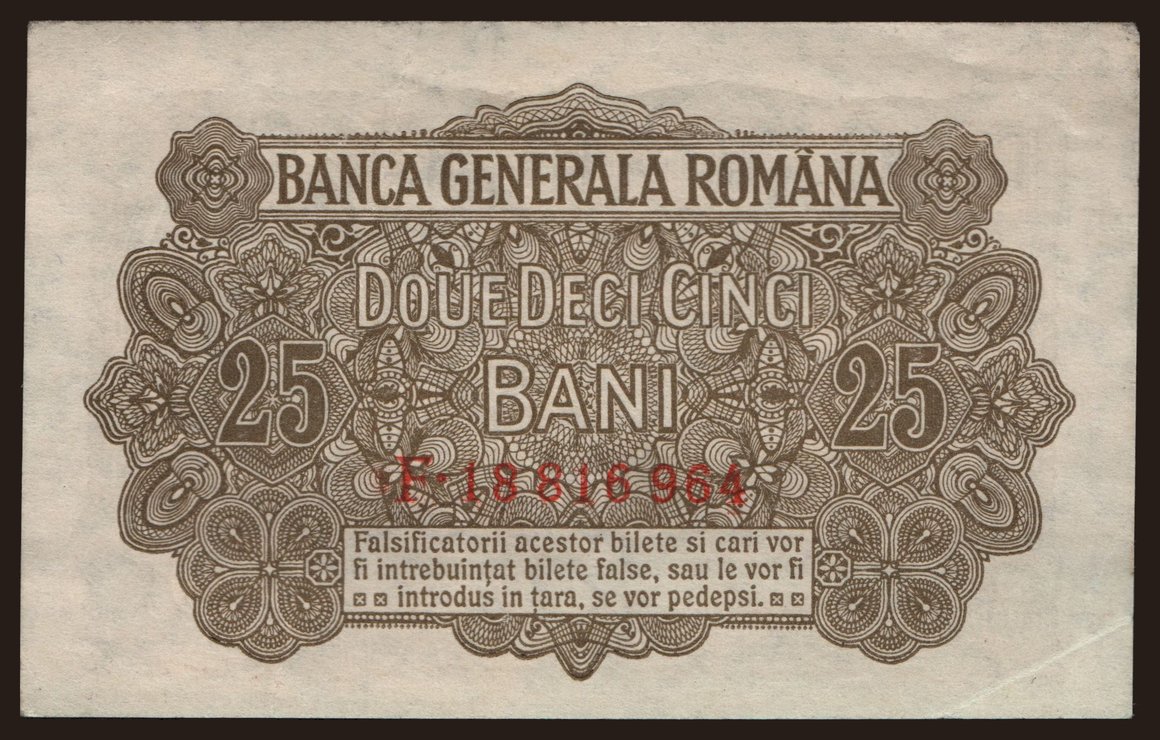 BANCA GENERALA ROMÂNA
DOUE DECI CINCI
25 BANI 25
F·18816964
Falsificatorii acestor bilete si cari vor
fi intrebuințat bilete false, sau le vor fi
introdus in țara, se vor pedepsi.